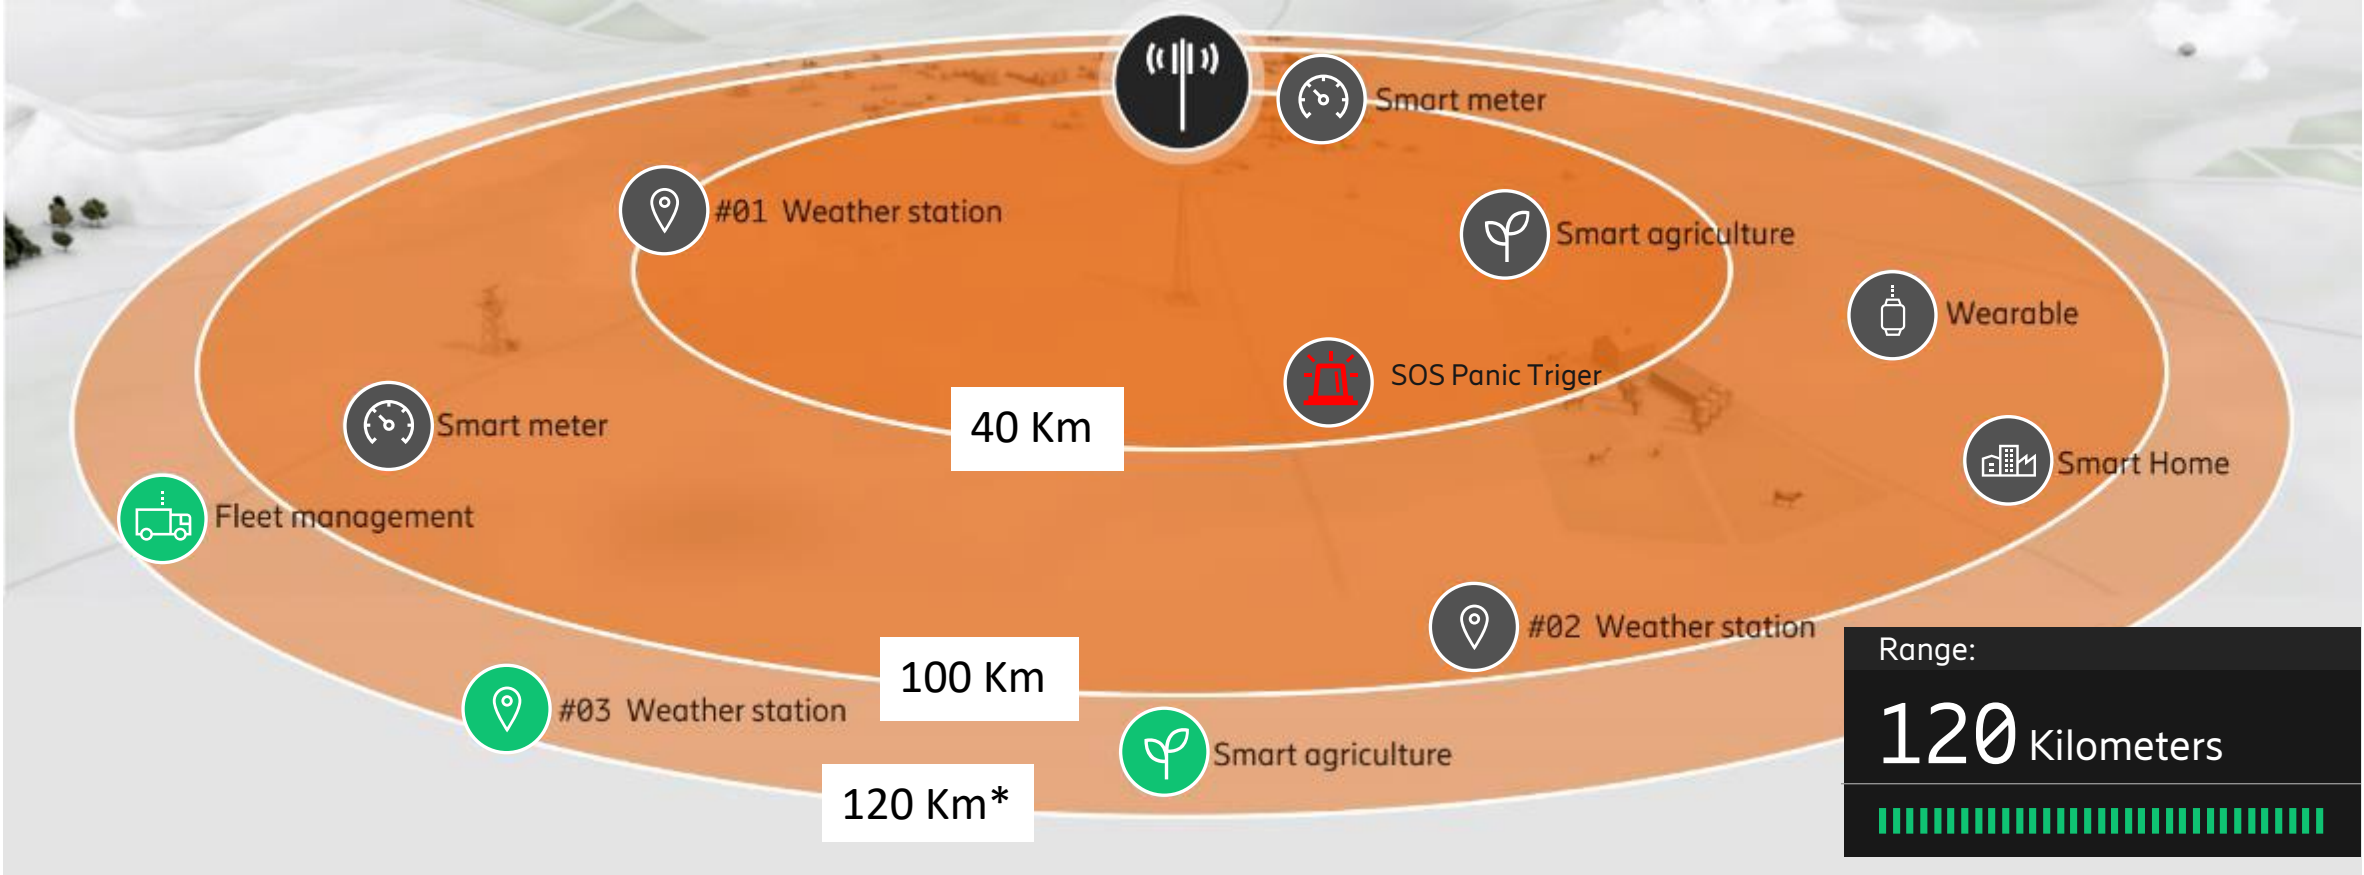 Smart meter
#01 Weather station
Smart agriculture
Wearable
SOS Panic Triger
Smart meter
40 Km
Smart Home
Fleet management
#02 Weather station
100 Km
#03 Weather station
Smart agriculture
120 Km*
Range:
120 Kilometers